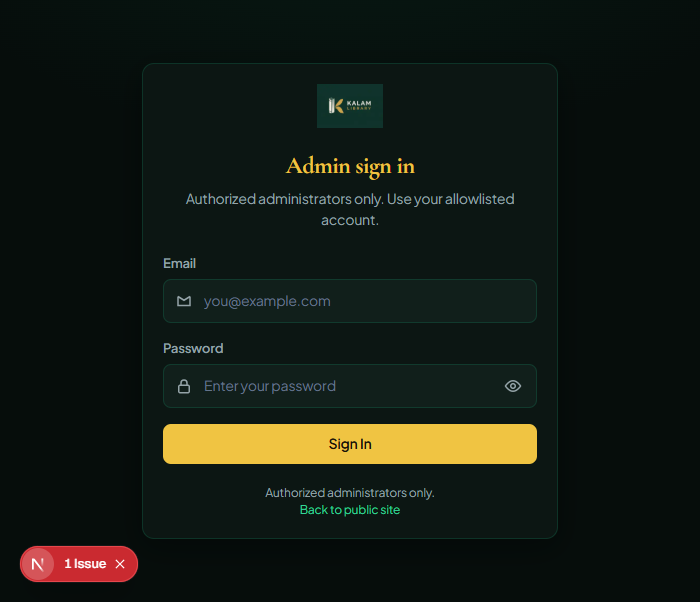 KALAM
LIBRARY
Admin sign in
Authorized administrators only. Use your allowlisted
account.
Email
you@example.com
Password
Enter your password
Sign In
Authorized administrators only.
Back to public site
N
1 Issue